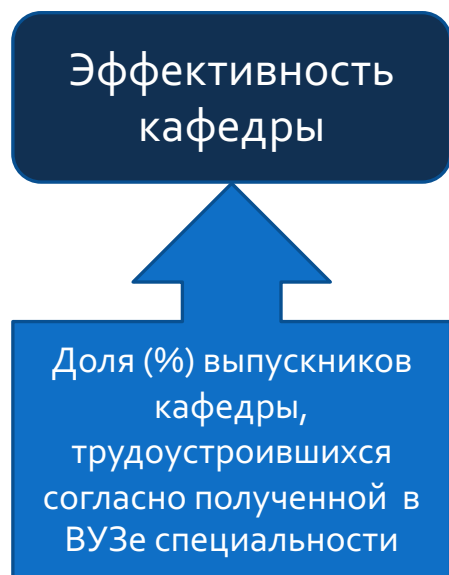 Эффективность
кафедры
Доля (%) выпускников
кафедры,
трудоустроившихся
согласно полученной в
ВУЗе специальности